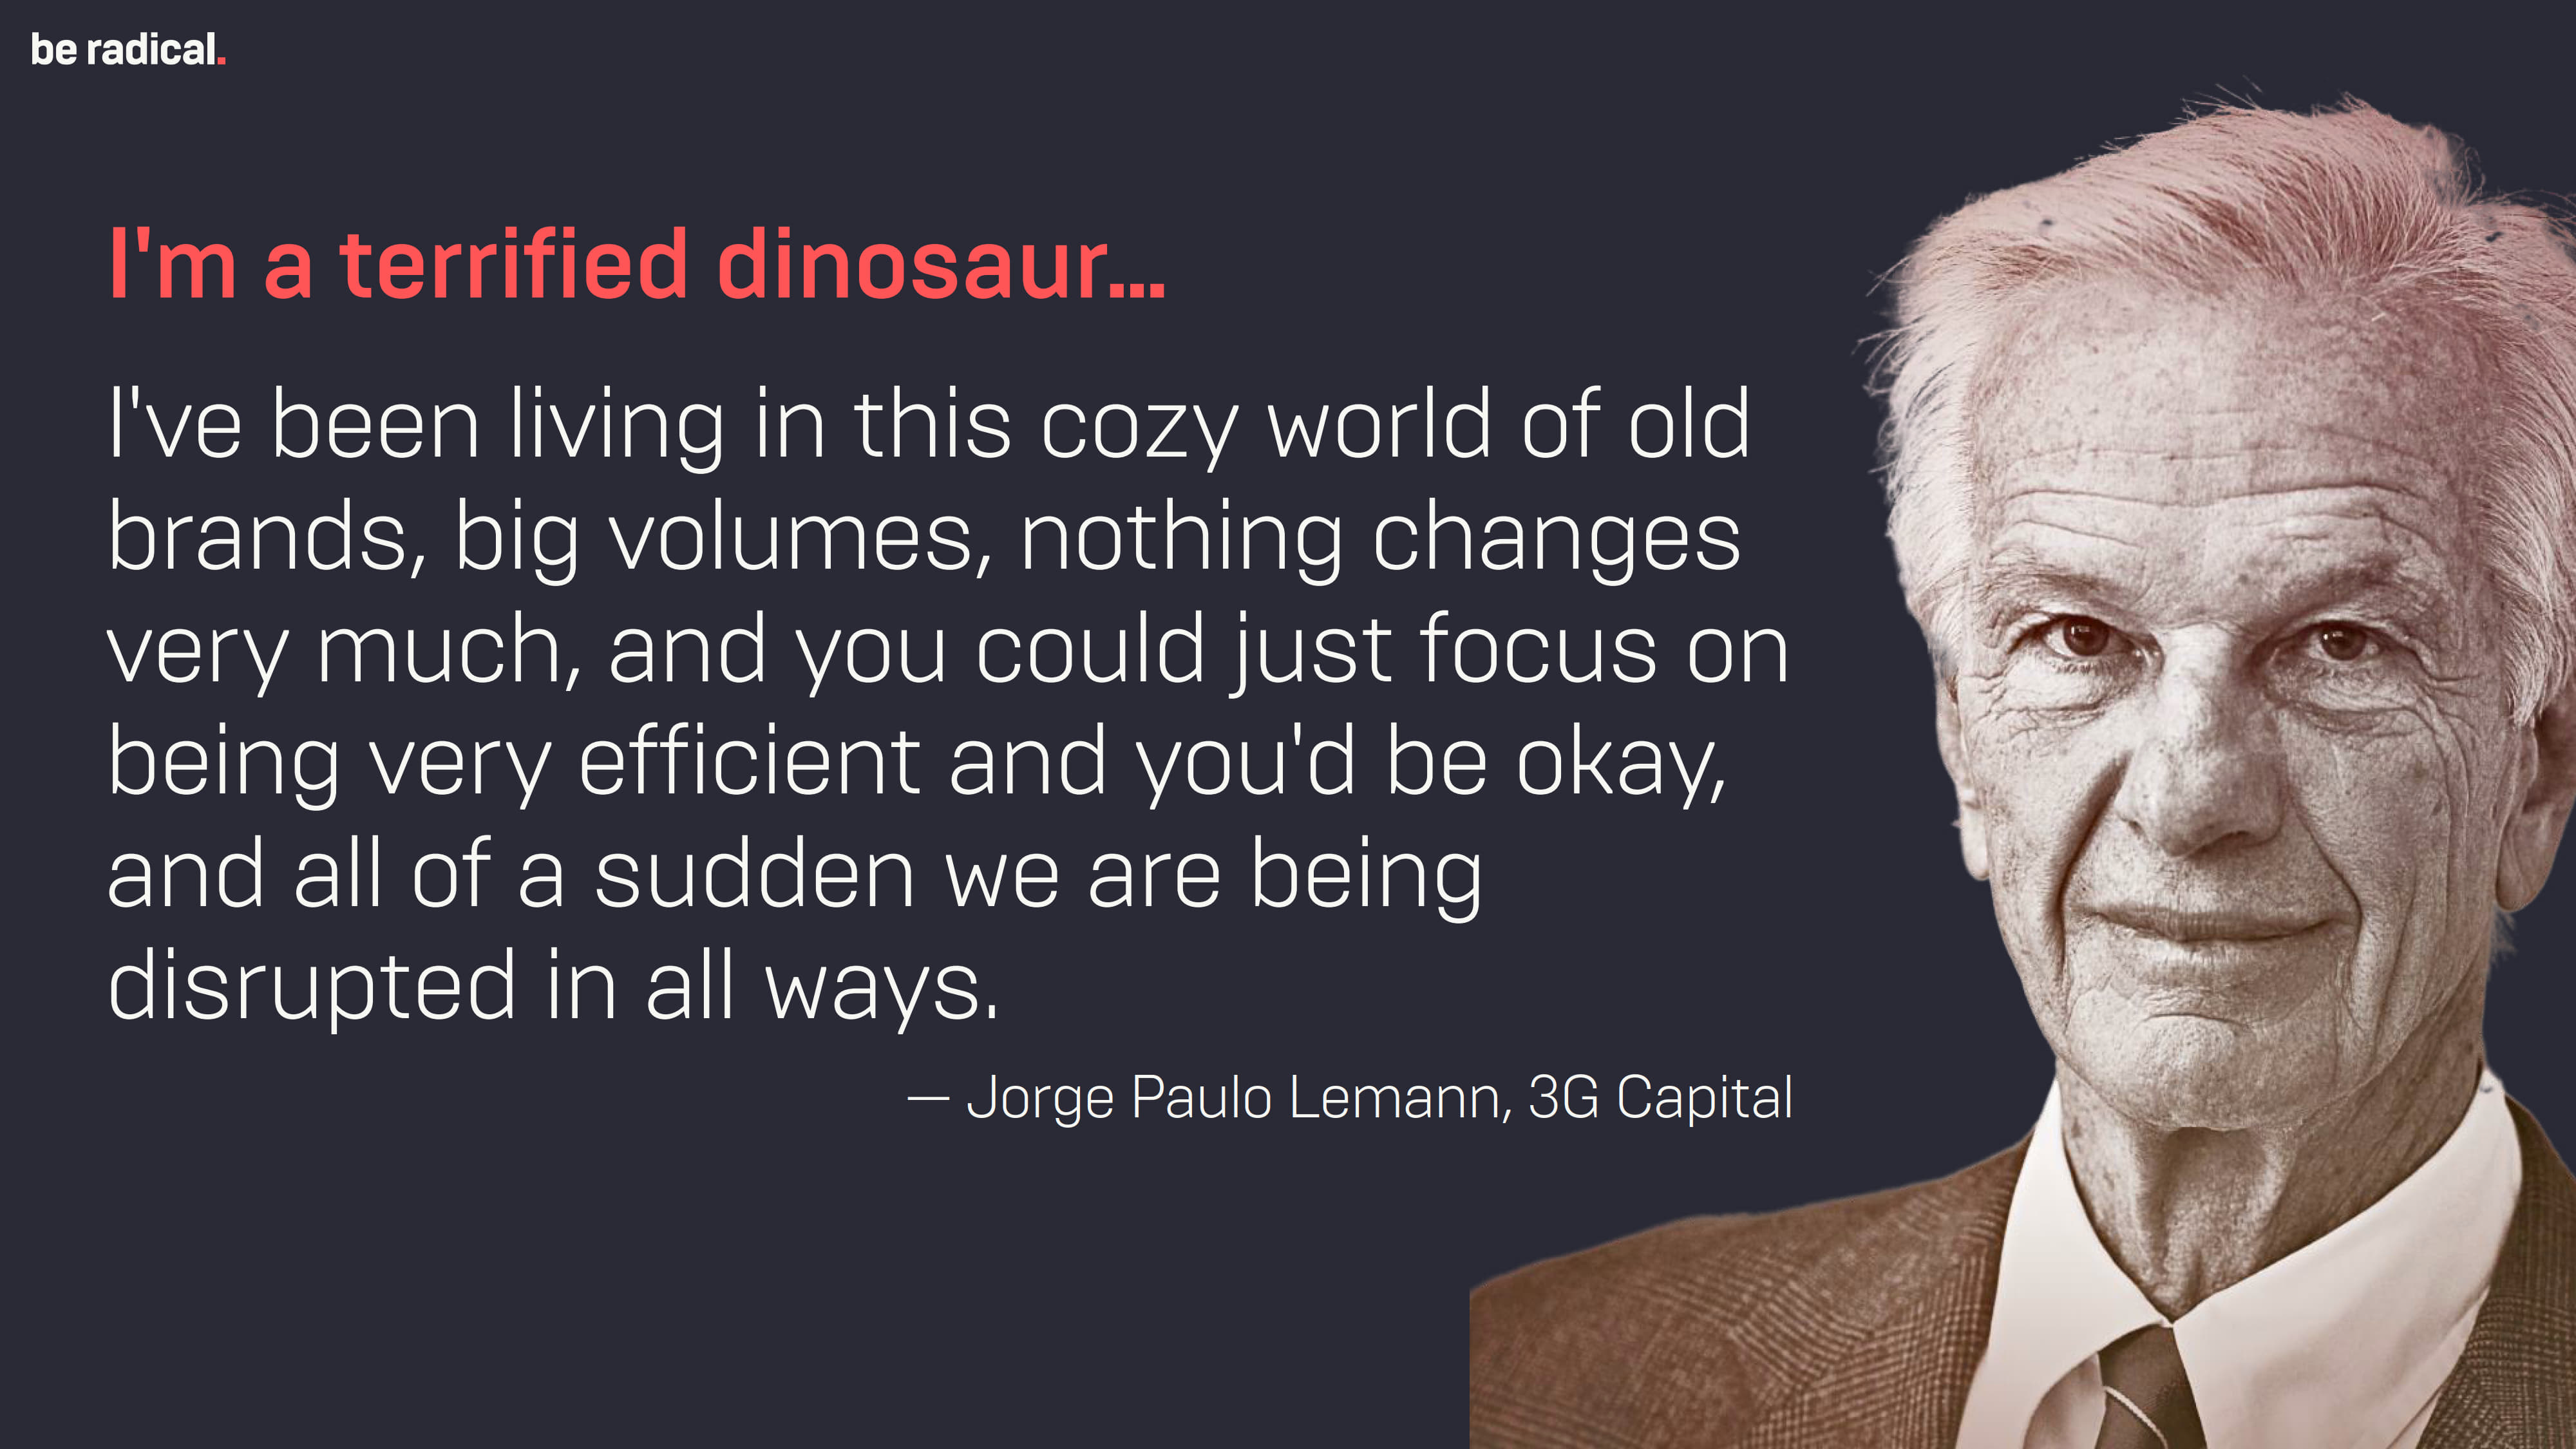 be radical.
I'm a terrified dinosaur...
I've been living in this cozy world of old
brands, big volumes, nothing changes
very much, and you could just focus on
being very efficient and you'd be okay,
and all of a sudden we are being
disrupted in all ways.
— Jorge Paulo Lemann, 3G Capital